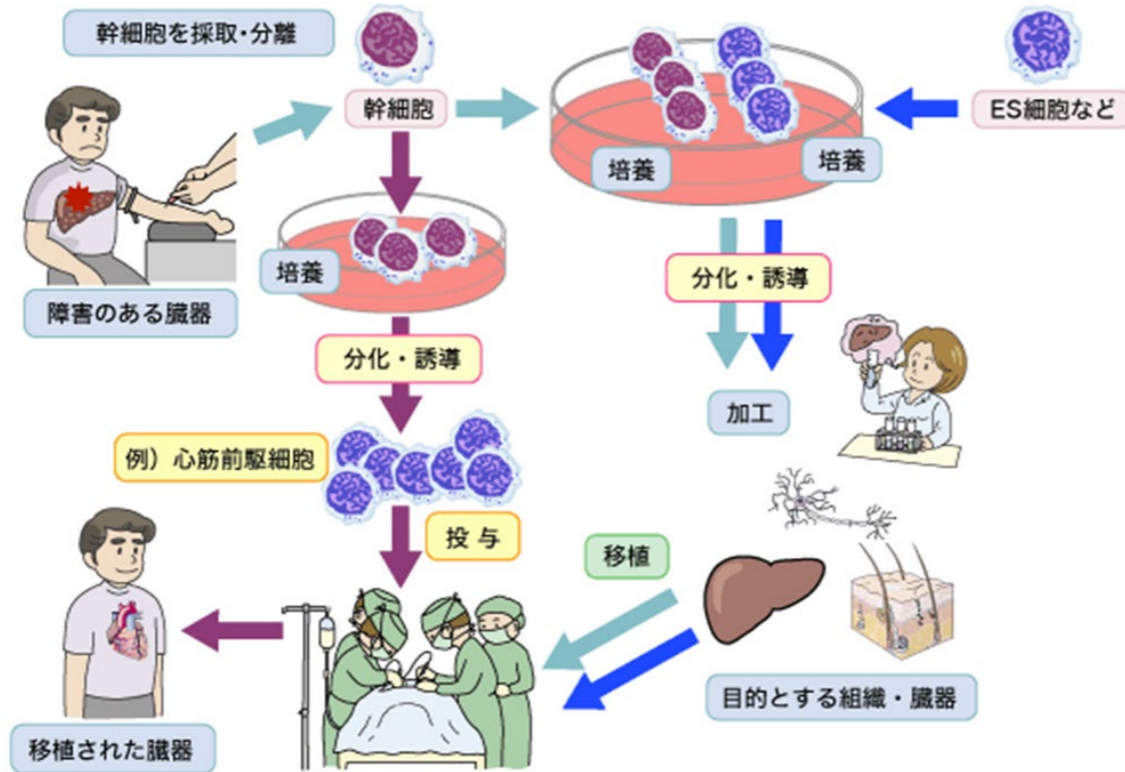 幹細胞を採取・分離
幹細胞
ES細胞など
培養
培養
培養
障害のある臓器
分化・誘導
分化・誘導
加工
例）心筋前駆細胞
投与
移植
目的とする組織・臓器
移植された臓器